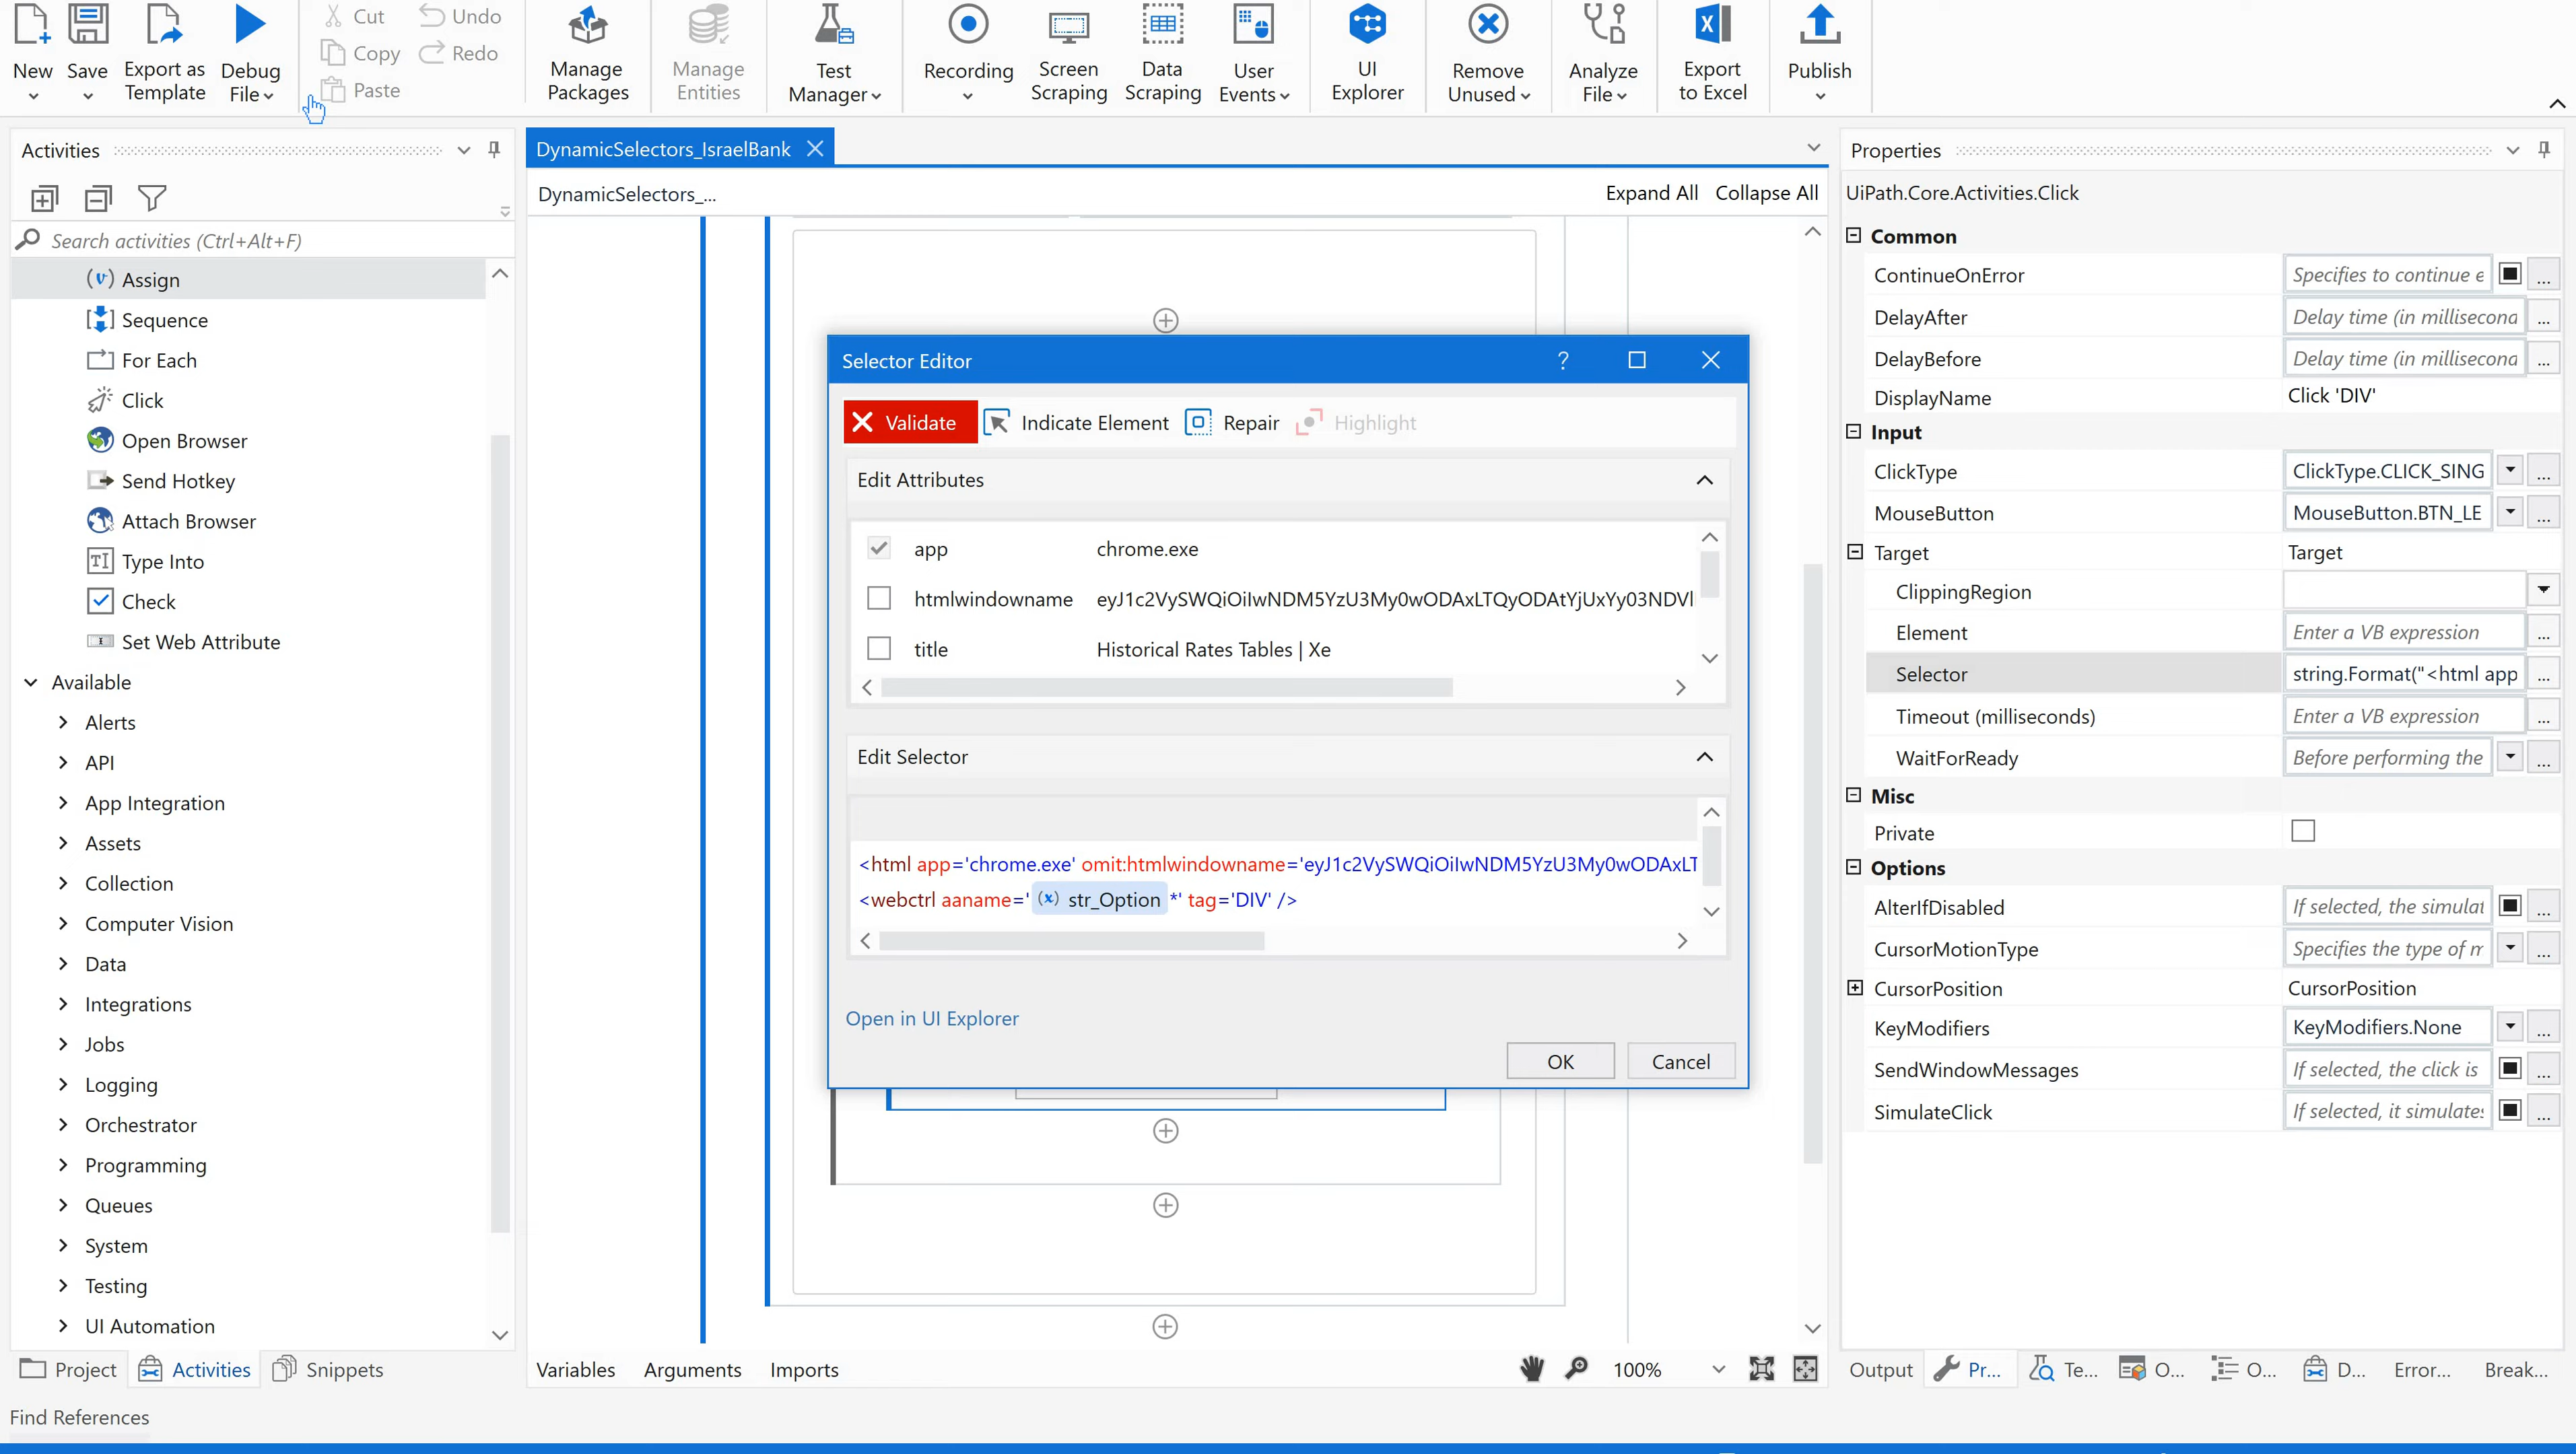 New
Save
Export as
Template
Debug
File
Cut
Copy
Paste
Undo
Redo
Manage
Packages
Manage
Entities
Test
Manager
Recording
Screen
Scraping
Data
Scraping
User
Events
UI
Explorer
Remove
Unused
Analyze
File
Export
to Excel
Publish
Activities
Search activities (Ctrl+Alt+F)
Assign
Sequence
For Each
Click
Open Browser
Send Hotkey
Attach Browser
Type Into
Check
Set Web Attribute
Available
Alerts
API
App Integration
Assets
Collection
Computer Vision
Data
Integrations
Jobs
Logging
Orchestrator
Programming
Queues
System
Testing
UI Automation
Project
Activities
Snippets
Find References
DynamicSelectors_IsraelBank
DynamicSelectors_...
Expand All Collapse All
Selector Editor
?
Validate
Indicate Element
Repair
Highlight
Edit Attributes
app chrome.exe
htmlwindowname eyJ1c2VySWQiOiIwNDM5YzU3My0wODAxLTQyODAtYjUxYy03NDVl
title Historical Rates Tables | Xe
Edit Selector
<html app='chrome.exe' omit:htmlwindowname='eyJ1c2VySWQiOiIwNDM5YzU3My0wODAxLT
<webctrl aaname='(x) str_Option *' tag='DIV' />
Open in UI Explorer
OK
Cancel
Variables
Arguments
Imports
100%
Properties
UiPath.Core.Activities.Click
Common
ContinueOnError Specifies to continue e ...
DelayAfter Delay time (in millisecond ...
DelayBefore Delay time (in millisecond ...
DisplayName Click 'DIV'
Input
ClickType ClickType.CLICK_SING ...
MouseButton MouseButton.BTN_LE ...
Target Target
ClippingRegion
Element Enter a VB expression ...
Selector string.Format("<html app ...
Timeout (milliseconds) Enter a VB expression ...
WaitForReady Before performing the ...
Misc
Private
Options
AlterIfDisabled If selected, the simulat ...
CursorMotionType Specifies the type of m ...
CursorPosition CursorPosition
KeyModifiers KeyModifiers.None ...
SendWindowMessages If selected, the click is ...
SimulateClick If selected, it simulates ...
Output
Pr...
Te...
O...
O...
D...
Error...
Break...